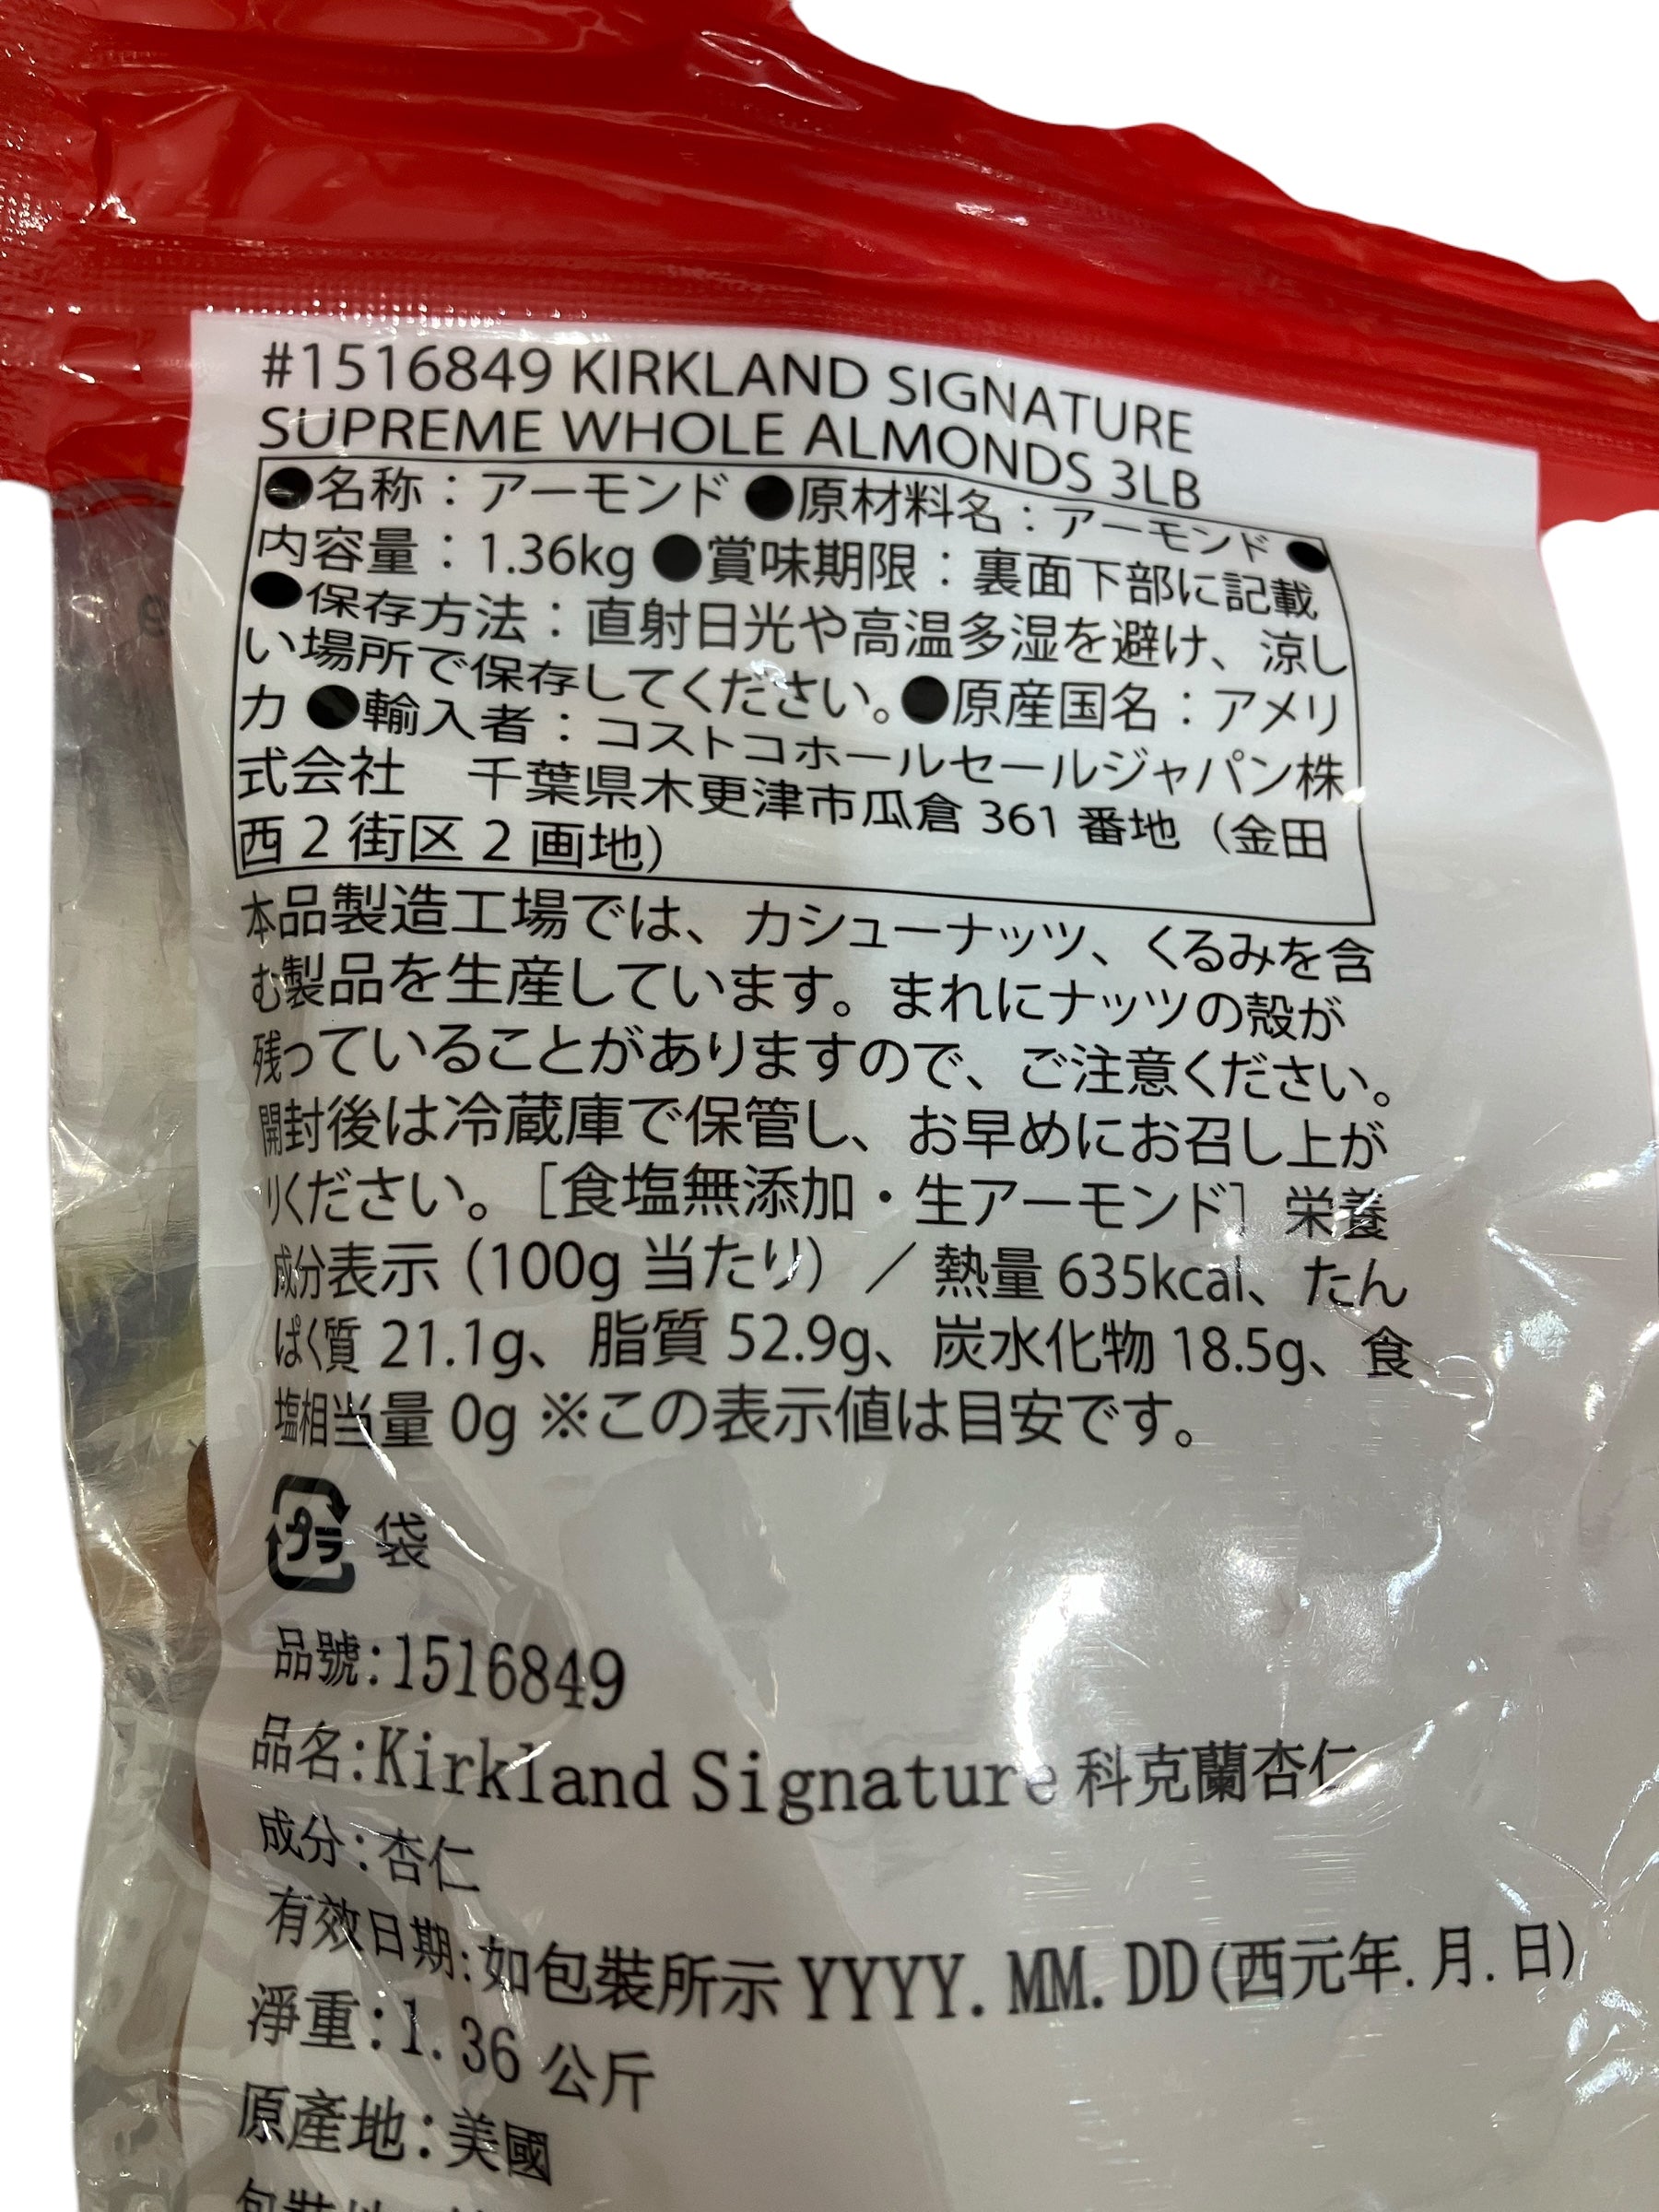 #1516849 KIRKLAND SIGNATURE
SUPREME WHOLE ALMONDS 3LB
●名称：アーモンド ●原材料名：アーモンド ●
内容量：1.36kg ●賞味期限：裏面下部に記載
●保存方法：直射日光や高温多湿を避け、涼し
い場所で保存してください。●原産国名：アメリ
カ ●輸入者：コストコホールセールジャパン株
式会社　千葉県木更津市瓜倉 361 番地（金田
西 2 街区 2 画地）
本品製造工場では、カシューナッツ、くるみを含
む製品を生産しています。まれにナッツの殻が
残っていることがありますので、ご注意ください。
開封後は冷蔵庫で保管し、お早めにお召し上が
りください。［食塩無添加・生アーモンド］栄養
成分表示（100g 当たり）／ 熱量 635kcal、たん
ぱく質 21.1g、脂質 52.9g、炭水化物 18.5g、食
塩相当量 0g ※この表示値は目安です。
プラ 袋
品號:1516849
品名:Kirkland Signature 科克蘭杏仁
成分:杏仁
有效日期:如包裝所示 YYYY. MM. DD(西元年. 月. 日)
淨重:1. 36 公斤
原產地:美國